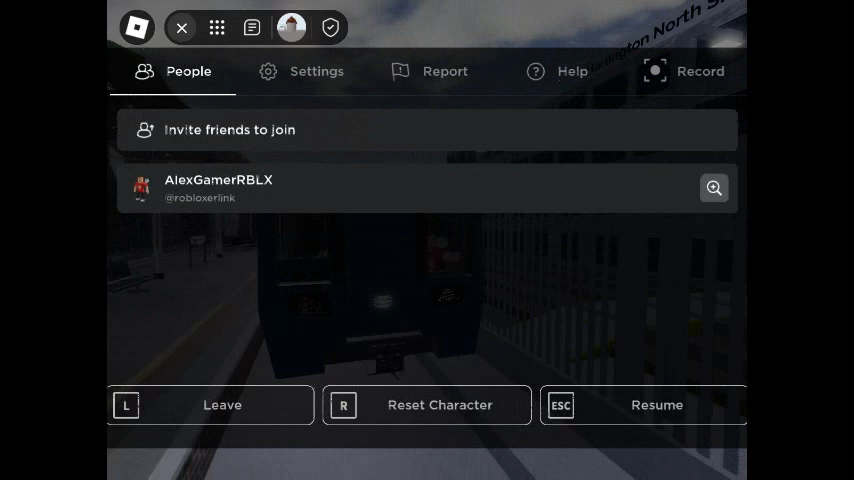 People
Settings
Report
Help
Record
Invite friends to join
AlexGamerRBLX
@robloxerlink
L
Leave
R
Reset Character
ESC
Resume